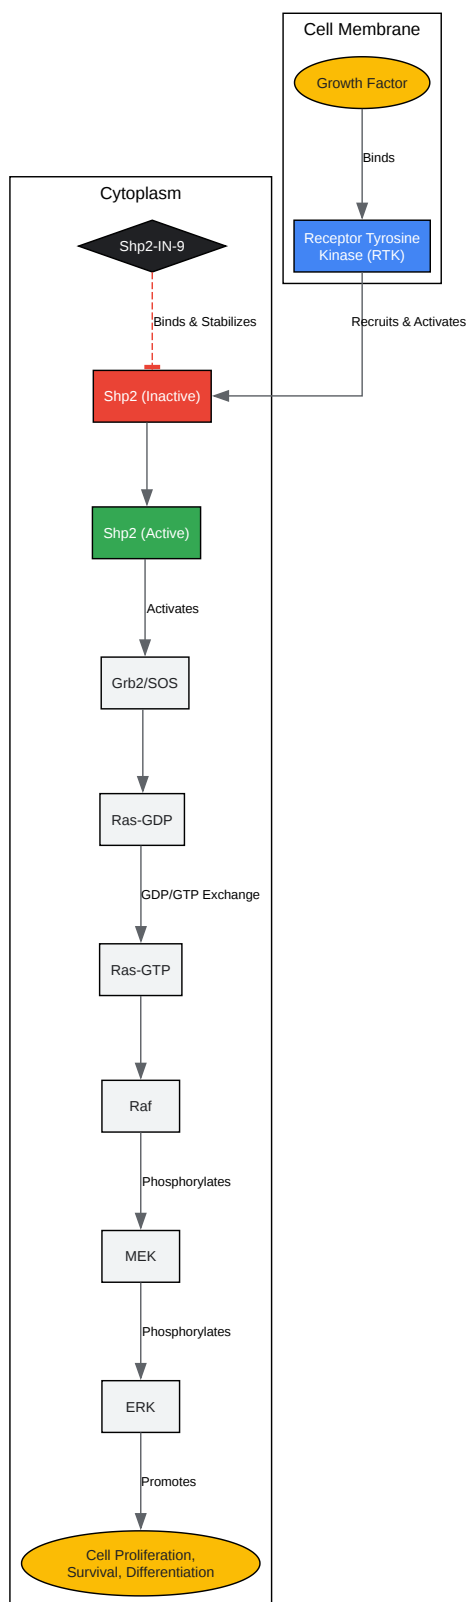 Cell Membrane
Growth Factor
Binds
Receptor Tyrosine
Kinase (RTK)
Recruits & Activates
Cytoplasm
Shp2-IN-9
Binds & Stabilizes
Shp2 (Inactive)
Shp2 (Active)
Activates
Grb2/SOS
Ras-GDP
GDP/GTP Exchange
Ras-GTP
Raf
Phosphorylates
MEK
Phosphorylates
ERK
Promotes
Cell Proliferation,
Survival, Differentiation